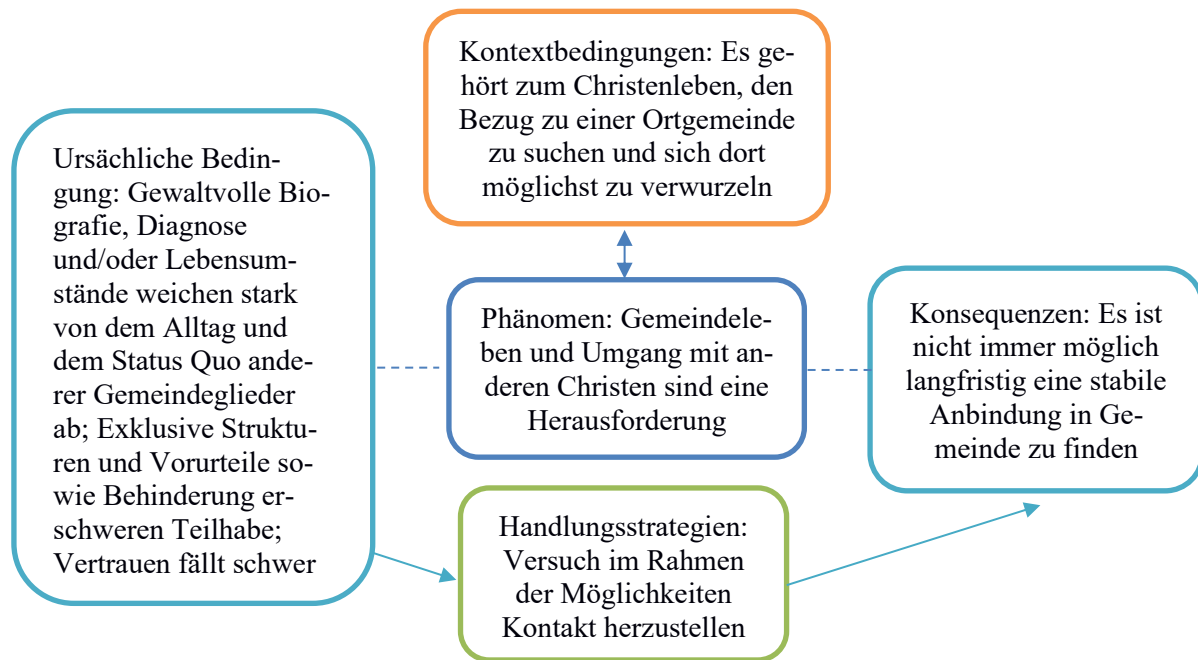 Kontextbedingungen: Es ge-
hört zum Christenleben, den
Bezug zu einer Ortgemeinde
zu suchen und sich dort
möglichst zu verwurzeln
Ursächliche Bedin-
gung: Gewaltvolle Bio-
grafie, Diagnose
und/oder Lebensum-
stände weichen stark
von dem Alltag und
dem Status Quo ande-
rer Gemeindeglieder
ab; Exklusive Struktu-
ren und Vorurteile so-
wie Behinderung er-
schweren Teilhabe;
Vertrauen fällt schwer
Phänomen: Gemeindele-
ben und Umgang mit an-
deren Christen sind eine
Herausforderung
Konsequenzen: Es ist
nicht immer möglich
langfristig eine stabile
Anbindung in Ge-
meinde zu finden
Handlungsstrategien:
Versuch im Rahmen
der Möglichkeiten
Kontakt herzustellen